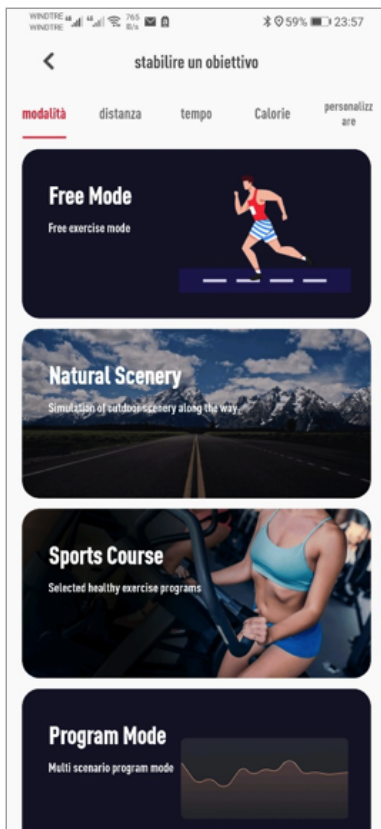 WINDTRE 765 59% 23:57
WINDTRE B/s
stabilire un obiettivo
modalità distanza tempo Calorie personalizz
are
Free Mode
Free exercise mode
Natural Scenery
Simulation of outdoor scenery along the way.
Sports Course
Selected healthy exercise programs
Program Mode
Multi scenario program mode